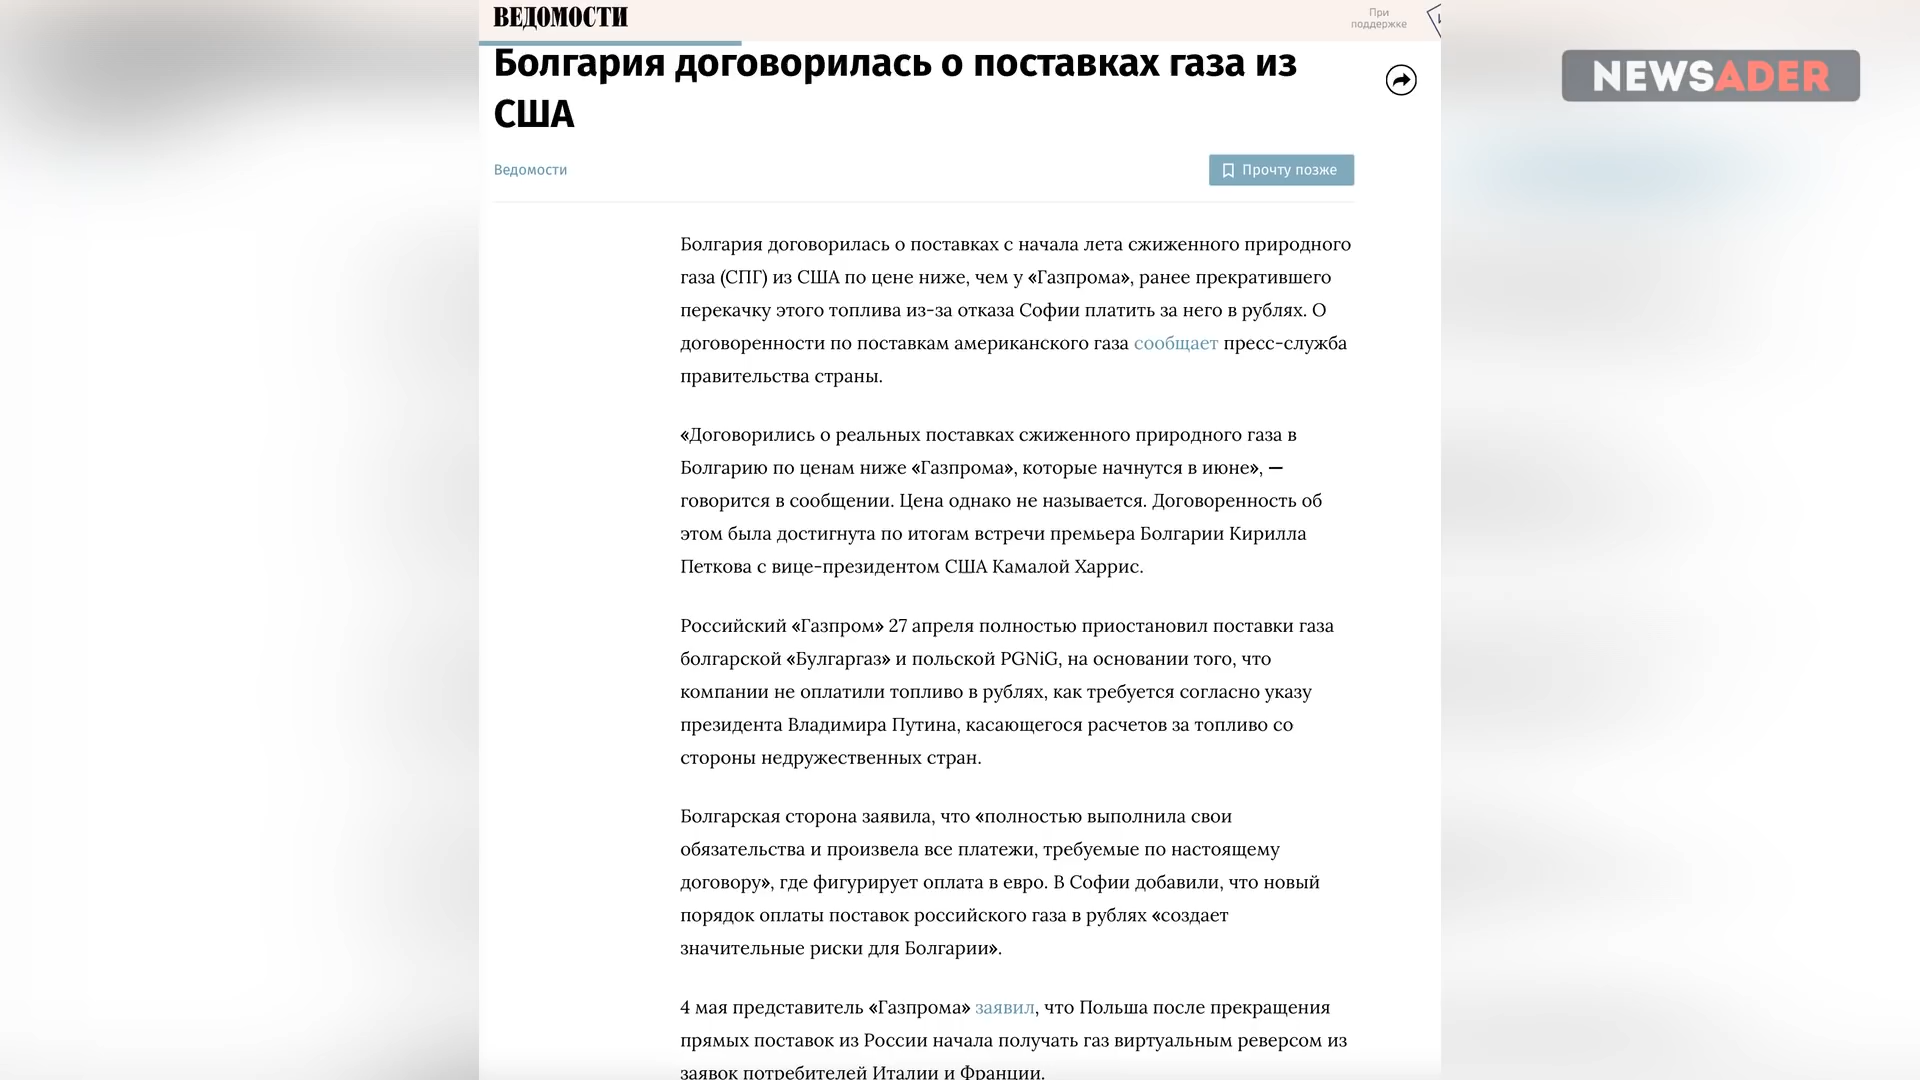 ВЕДОМОСТИ
При
поддержке
NEWSADER
Болгария договорилась о поставках газа из
США
Ведомости
Прочту позже
Болгария договорилась о поставках с начала лета сжиженного природного
газа (СПГ) из США по цене ниже, чем у «Газпрома», ранее прекратившего
перекачку этого топлива из-за отказа Софии платить за него в рублях. О
договоренности по поставкам американского газа сообщает пресс-служба
правительства страны.
«Договорились о реальных поставках сжиженного природного газа в
Болгарию по ценам ниже «Газпрома», которые начнутся в июне», —
говорится в сообщении. Цена однако не называется. Договоренность об
этом была достигнута по итогам встречи премьера Болгарии Кирилла
Петкова с вице-президентом США Камалой Харрис.
Российский «Газпром» 27 апреля полностью приостановил поставки газа
болгарской «Булгаргаз» и польской PGNiG, на основании того, что
компании не оплатили топливо в рублях, как требуется согласно указу
президента Владимира Путина, касающегося расчетов за топливо со
стороны недружественных стран.
Болгарская сторона заявила, что «полностью выполнила свои
обязательства и произвела все платежи, требуемые по настоящему
договору», где фигурирует оплата в евро. В Софии добавили, что новый
порядок оплаты поставок российского газа в рублях «создает
значительные риски для Болгарии».
4 мая представитель «Газпрома» заявил, что Польша после прекращения
прямых поставок из России начала получать газ виртуальным реверсом из
заявок потребителей Италии и Франции.